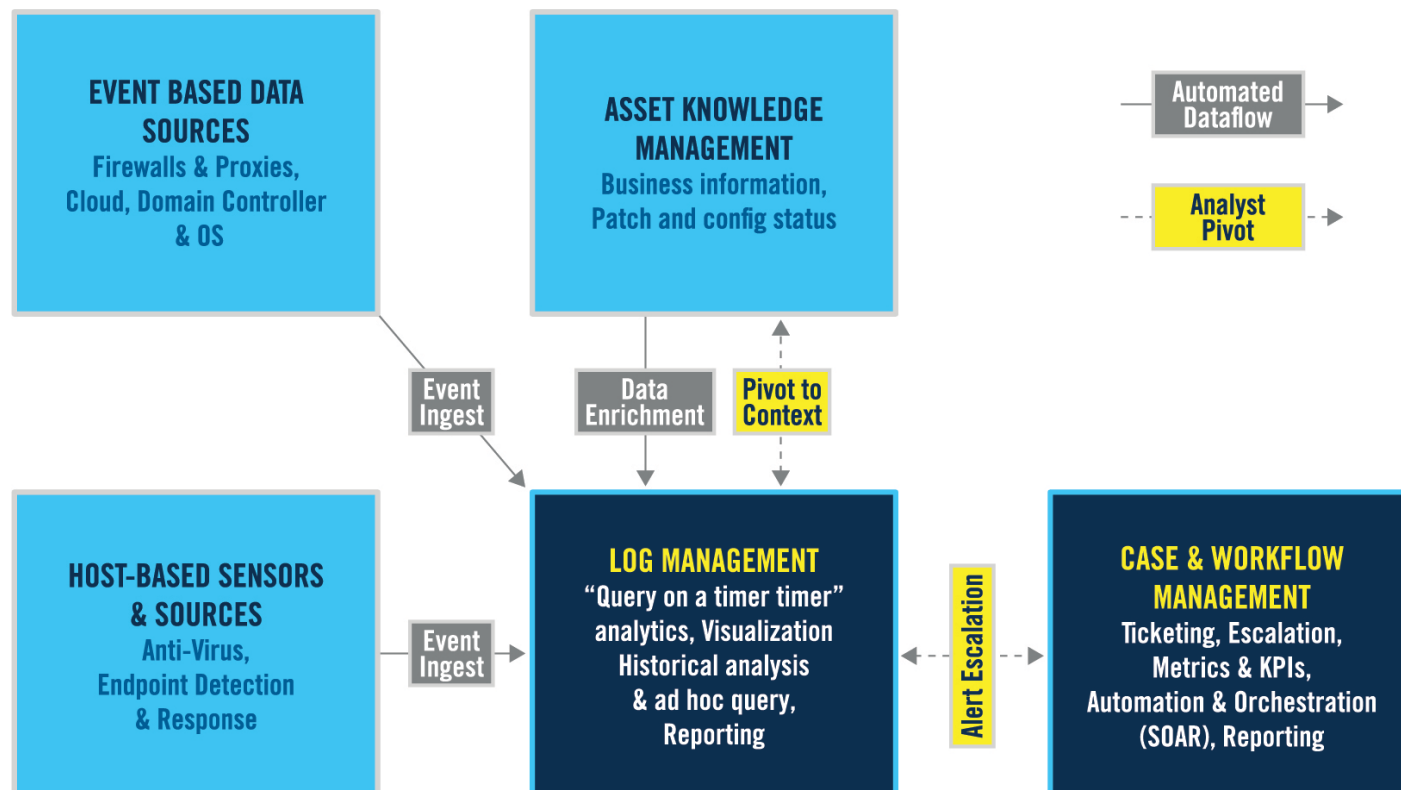 EVENT BASED DATA
SOURCES
Firewalls & Proxies,
Cloud, Domain Controller
& OS
ASSET KNOWLEDGE
MANAGEMENT
Business information,
Patch and config status
Automated
Dataflow
Analyst
Pivot
Event
Ingest
Data
Enrichment
Pivot to
Context
HOST-BASED SENSORS
& SOURCES
Anti-Virus,
Endpoint Detection
& Response
Event
Ingest
LOG MANAGEMENT
“Query on a timer timer”
analytics, Visualization
Historical analysis
& ad hoc query,
Reporting
Alert Escalation
CASE & WORKFLOW
MANAGEMENT
Ticketing, Escalation,
Metrics & KPIs,
Automation & Orchestration
(SOAR), Reporting